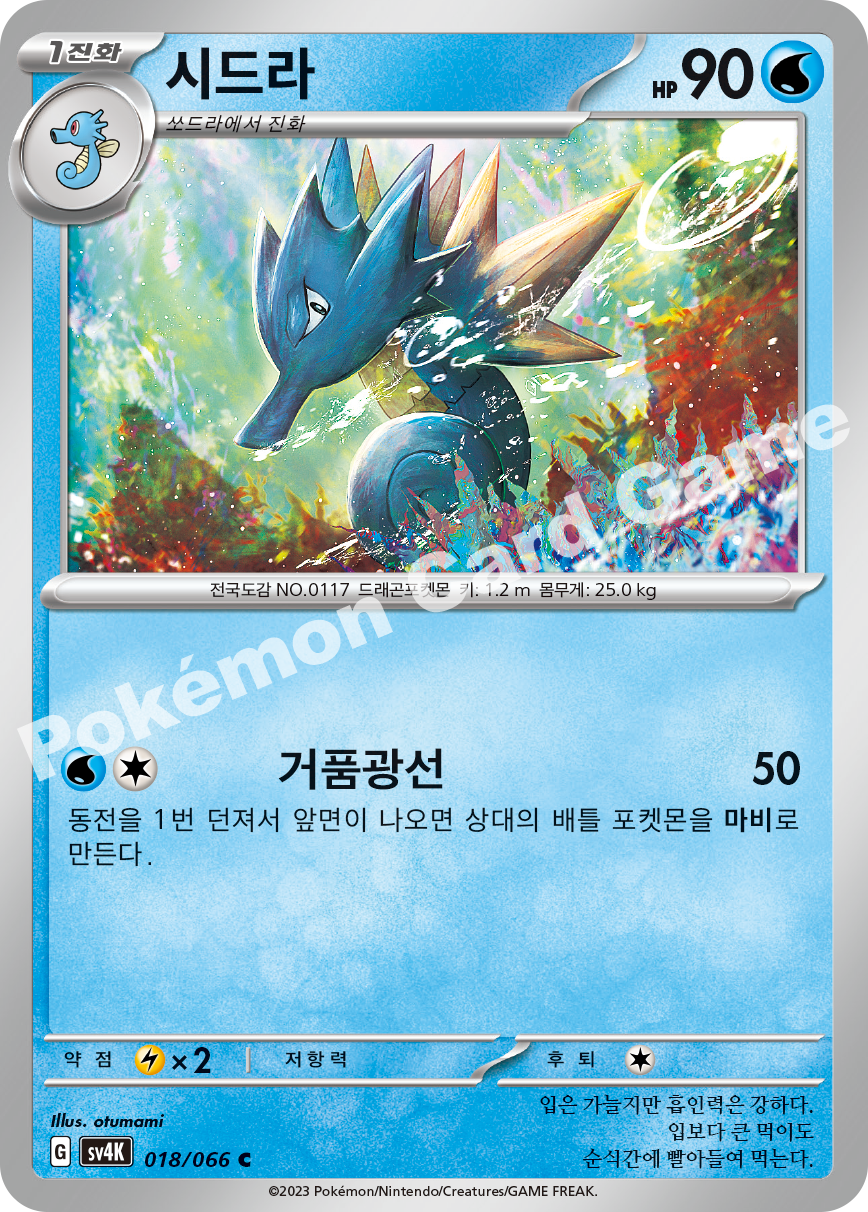 1진화
시드라
HP 90
쏘드라에서 진화
전국도감 NO.0117 드래곤포켓몬 키: 1.2 m 몸무게: 25.0 kg
Pokémon Card Game
거품광선 50
동전을 1번 던져서 앞면이 나오면 상대의 배틀 포켓몬을 마비로
만든다.
약점 ×2 저항력 후퇴
Illus. otumami
입은 가늘지만 흡인력은 강하다.
입보다 큰 먹이도
순식간에 빨아들여 먹는다.
G sv4K 018/066 C
©2023 Pokémon/Nintendo/Creatures/GAME FREAK.